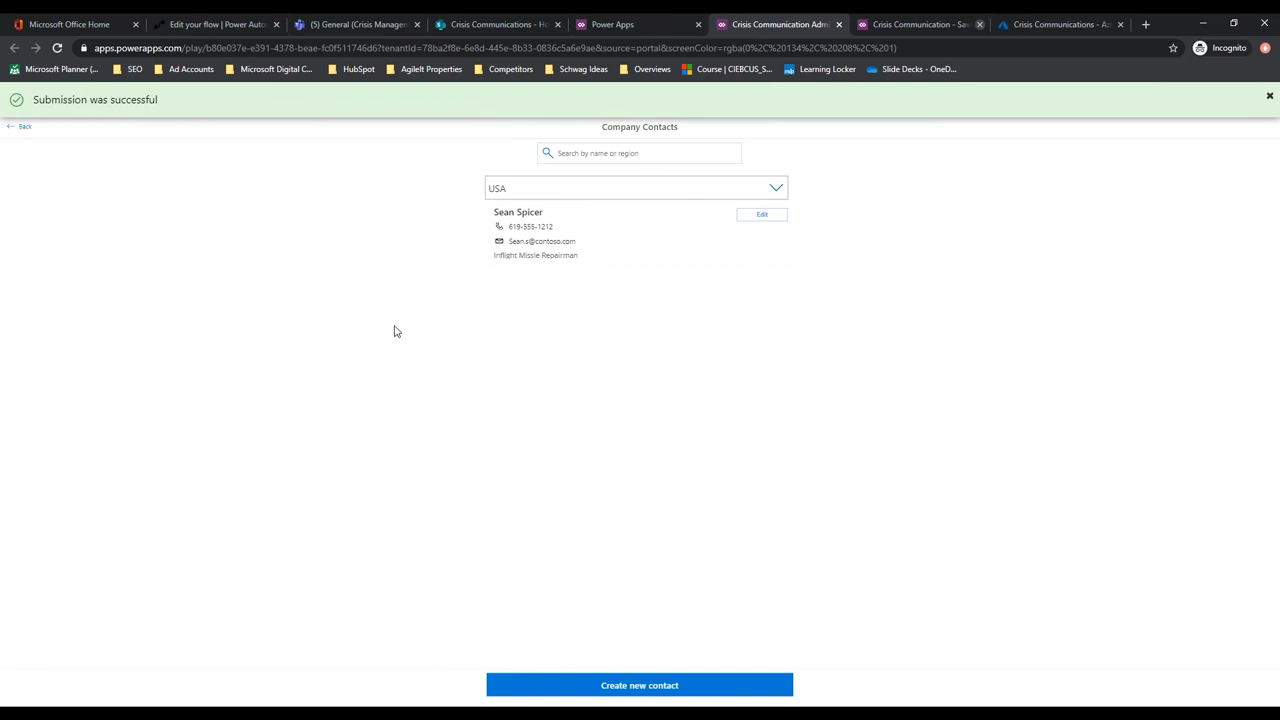 Microsoft Office Home
Edit your flow | Power Auto
(5) General (Crisis Managem
Crisis Communications - H
Power Apps
Crisis Communication Adm
Crisis Communication - Sav
Crisis Communications - Az
apps.powerapps.com/play/b80e037e-e391-4378-beae-fc0f511746d6?tenantId=78ba2f8e-6e8d-445e-8b33-0836c5a6e9ae&source=portal&screenColor=rgba(0%2C%20134%2C%20208%2C%201)
Incognito
Microsoft Planner (...
SEO
Ad Accounts
Microsoft Digital C...
HubSpot
AgileIt Properties
Competitors
Schwag Ideas
Overviews
Course | CIEBCUS_S...
Learning Locker
Slide Decks - OneD...
Submission was successful
Back
Company Contacts
Search by name or region
USA
Sean Spicer
Edit
619-555-1212
Sean.s@contoso.com
Inflight Missle Repairman
Create new contact